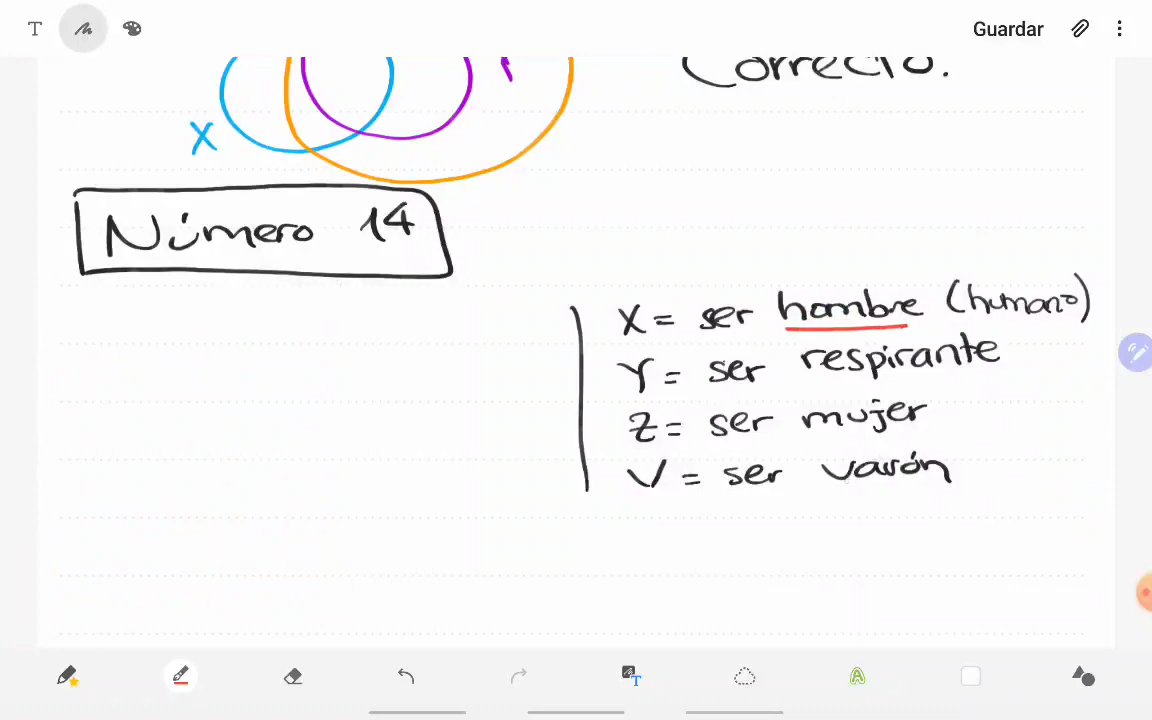 T Guardar
Correcto.
X
Número 14
X = ser hombre (humano)
Y = ser respirante
Z = ser mujer
V = ser varón